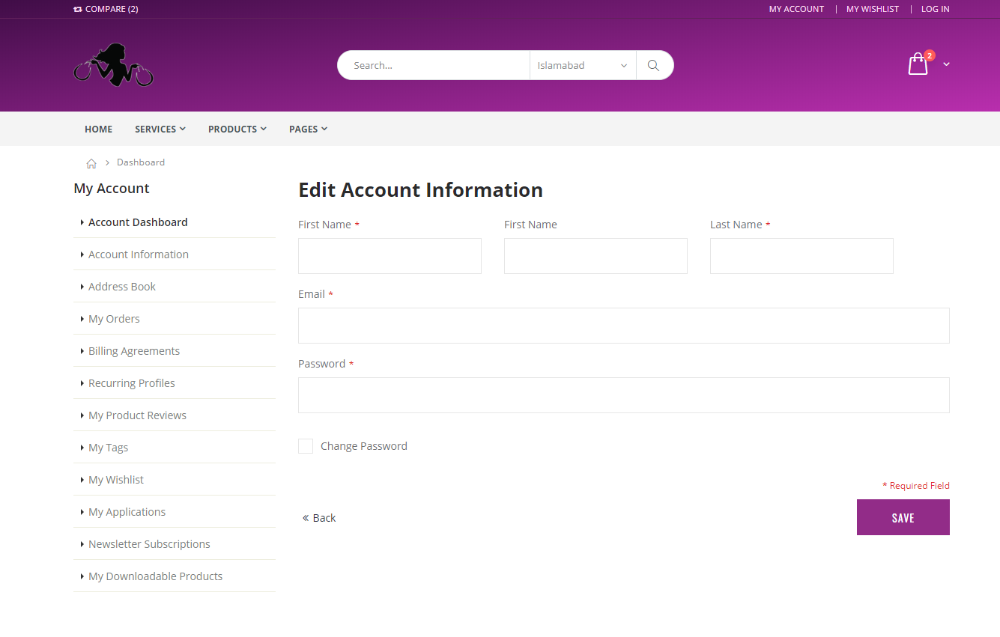 COMPARE (2)
MY ACCOUNT | MY WISHLIST | LOG IN
Search...
Islamabad
2
HOME
SERVICES
PRODUCTS
PAGES
Dashboard
My Account
Account Dashboard
Account Information
Address Book
My Orders
Billing Agreements
Recurring Profiles
My Product Reviews
My Tags
My Wishlist
My Applications
Newsletter Subscriptions
My Downloadable Products
Edit Account Information
First Name *
First Name
Last Name *
Email *
Password *
Change Password
* Required Field
« Back
SAVE